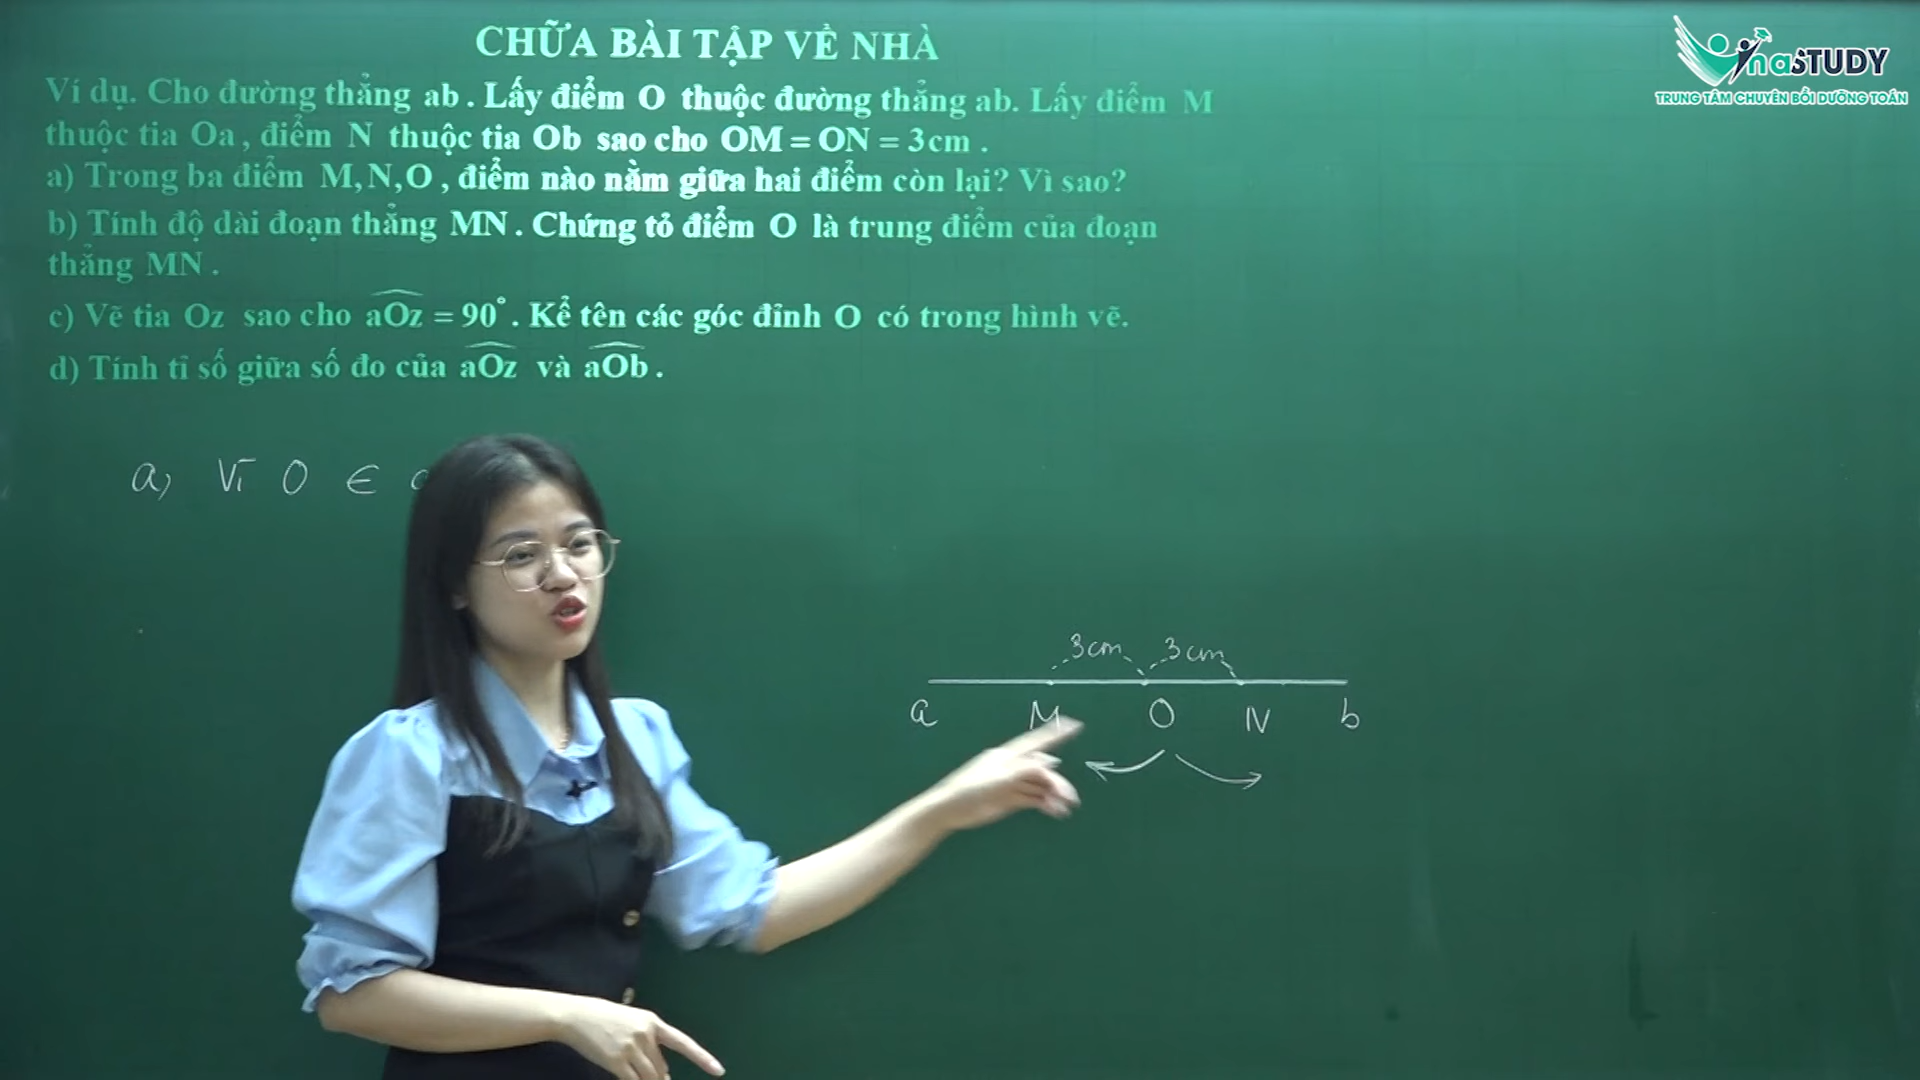 CHỮA BÀI TẬP VỀ NHÀ
Ví dụ. Cho đường thẳng ab. Lấy điểm O thuộc đường thẳng ab. Lấy điểm M
thuộc tia Oa, điểm N thuộc tia Ob sao cho OM = ON = 3cm.
a) Trong ba điểm M, N, O, điểm nào nằm giữa hai điểm còn lại? Vì sao?
b) Tính độ dài đoạn thẳng MN. Chứng tỏ điểm O là trung điểm của đoạn
thẳng MN.
c) Vẽ tia Oz sao cho \widehat{aOz} = 90°. Kể tên các góc đỉnh O có trong hình vẽ.
d) Tính tỉ số giữa số đo của \widehat{aOz} và \widehat{aOb}.
VinaSTUDY
TRUNG TÂM CHUYÊN BỒI DƯỠNG TOÁN
a) Vì O ∈
3cm 3cm
a M O N b